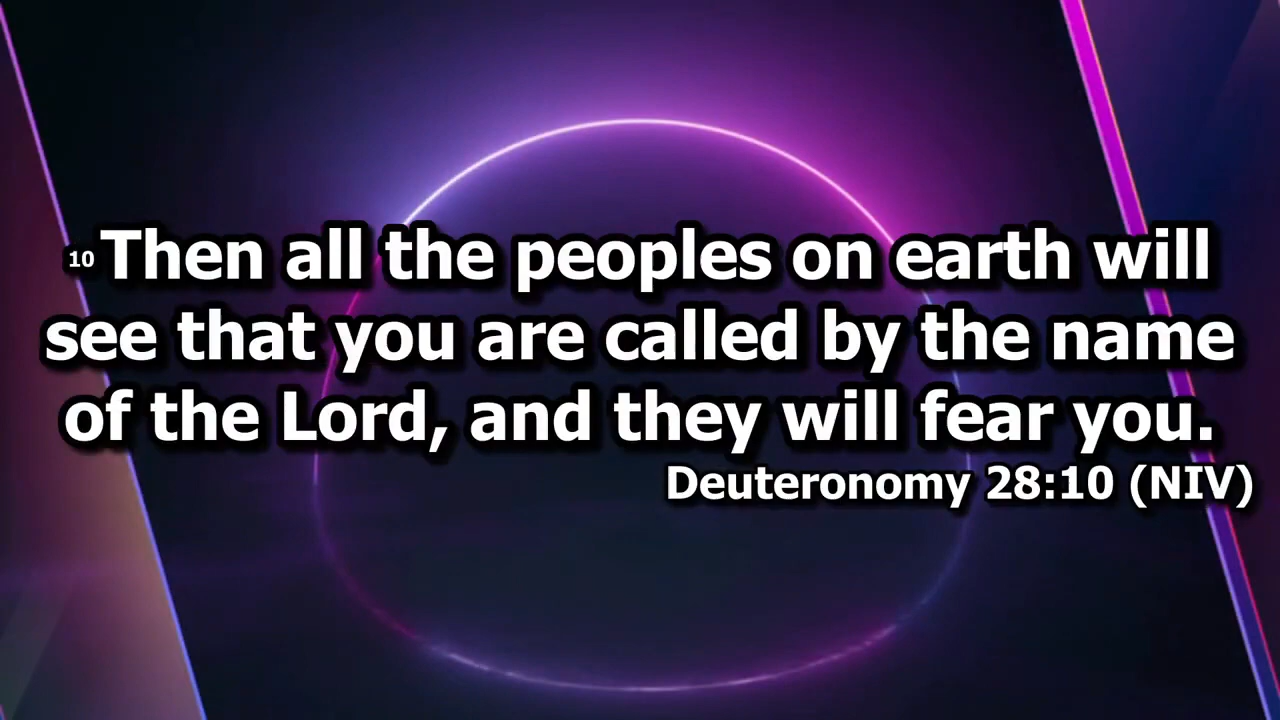 10 Then all the peoples on earth will
see that you are called by the name
of the Lord, and they will fear you.
Deuteronomy 28:10 (NIV)